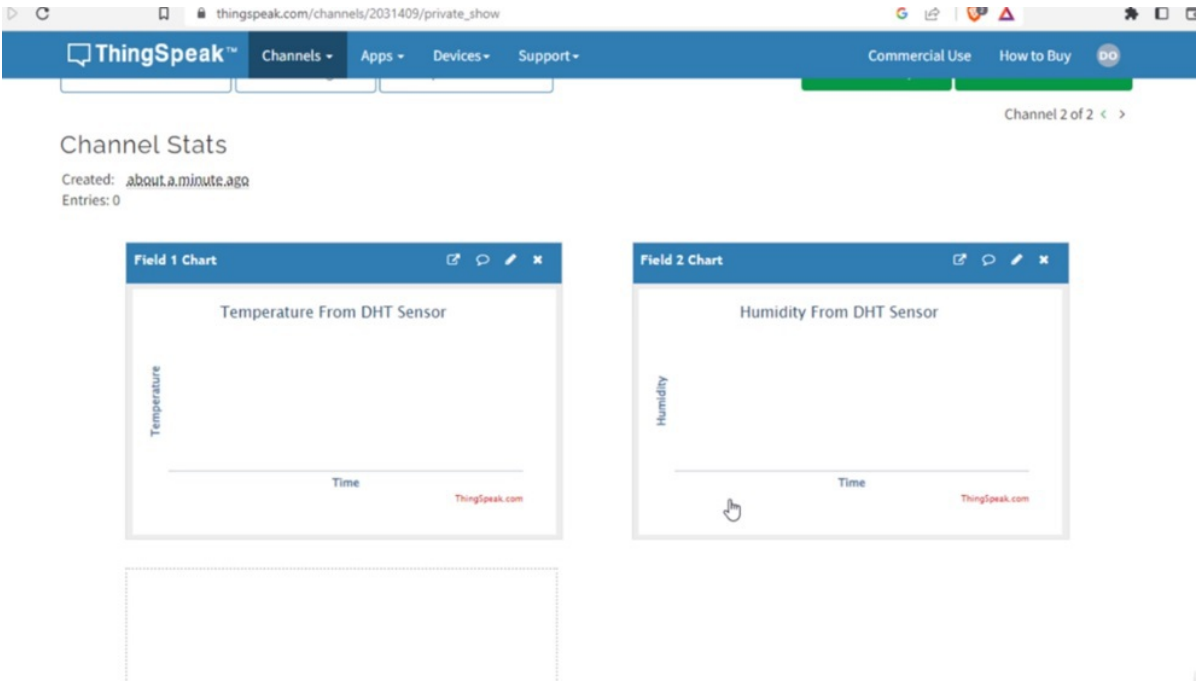 thingspeak.com/channels/2031409/private_show
ThingSpeak™ Channels Apps Devices Support Commercial Use How to Buy DO
Channel 2 of 2 < >
Channel Stats
Created: about a minute ago
Entries: 0
Field 1 Chart
Temperature From DHT Sensor
Temperature
Time
ThingSpeak.com
Field 2 Chart
Humidity From DHT Sensor
Humidity
Time
ThingSpeak.com